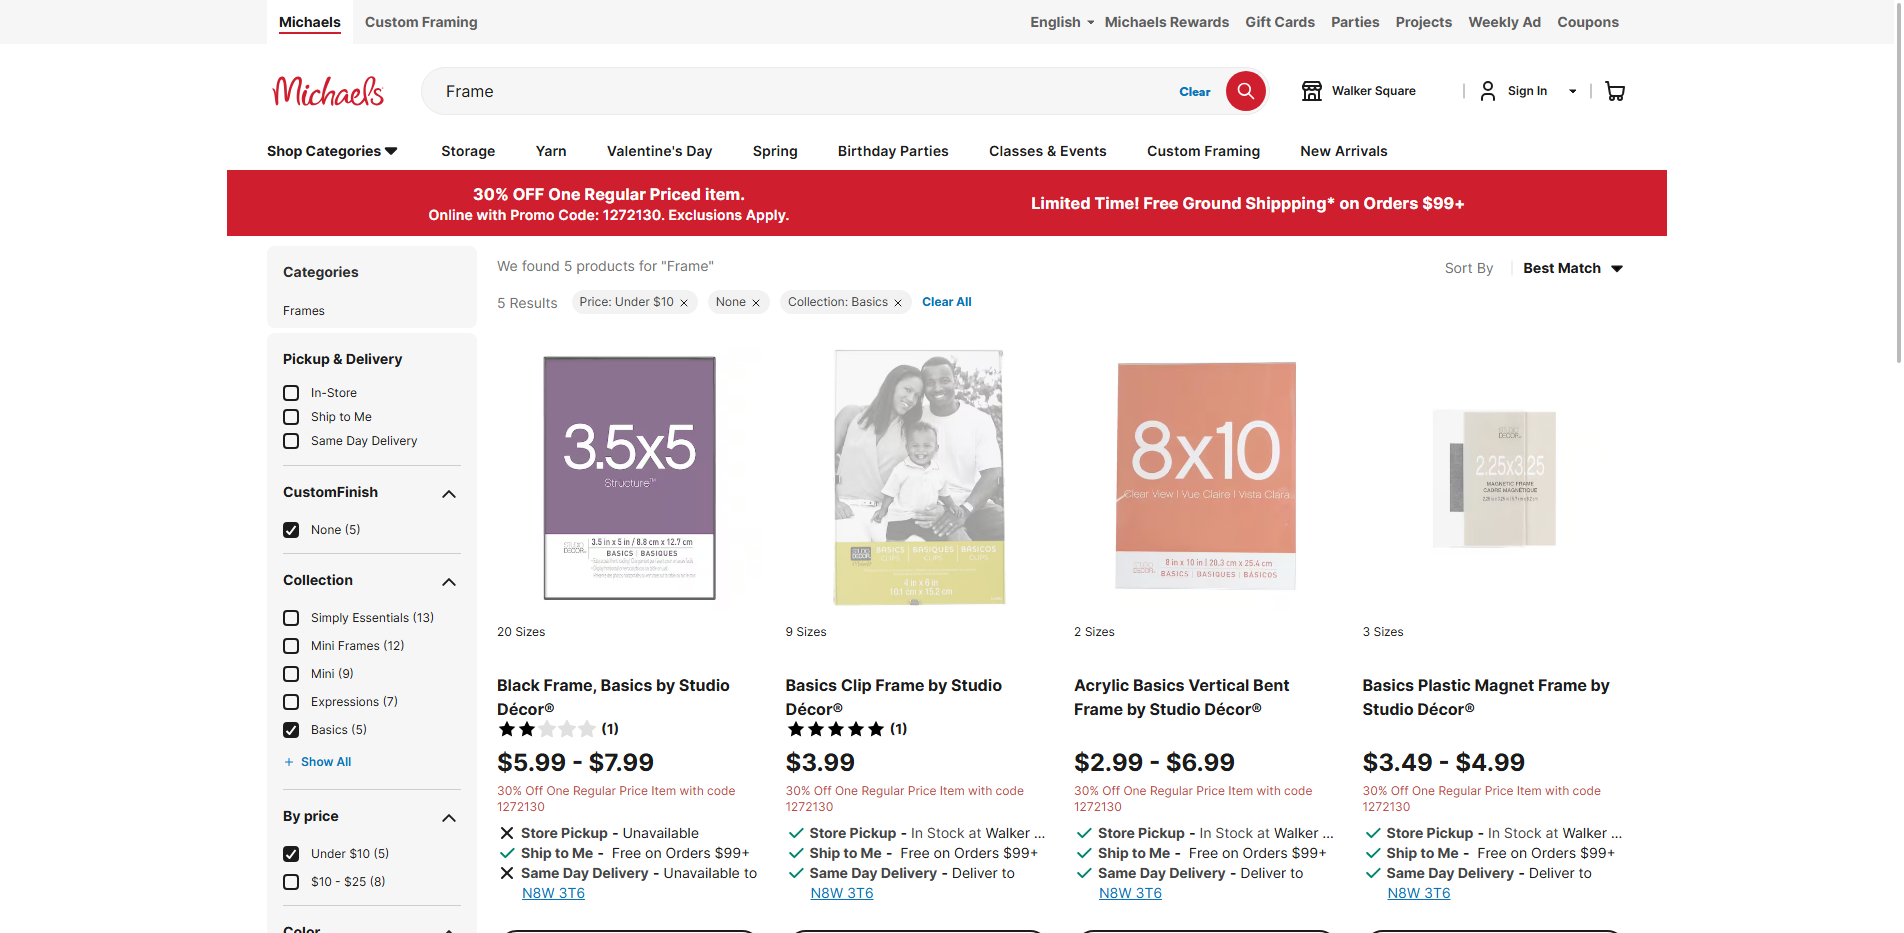 Michaels
Custom Framing
English
Michaels Rewards
Gift Cards
Parties
Projects
Weekly Ad
Coupons
Michaels
Frame
Clear
Walker Square
Sign In
Shop Categories
Storage
Yarn
Valentine's Day
Spring
Birthday Parties
Classes & Events
Custom Framing
New Arrivals
30% OFF One Regular Priced item.
Online with Promo Code: 1272130. Exclusions Apply.
Limited Time! Free Ground Shippping* on Orders $99+
Categories
Frames
Pickup & Delivery
In-Store
Ship to Me
Same Day Delivery
CustomFinish
None (5)
Collection
Simply Essentials (13)
Mini Frames (12)
Mini (9)
Expressions (7)
Basics (5)
+ Show All
By price
Under $10 (5)
$10 - $25 (8)
Color
We found 5 products for "Frame"
Sort By
Best Match
5 Results
Price: Under $10
None
Collection: Basics
Clear All
3.5x5
Structure™
STUDIO DÉCOR
3.5 in x 5 in / 8.8 cm x 12.7 cm
BASICS | BASIQUES
20 Sizes
Black Frame, Basics by Studio
Décor®
(1)
$5.99 - $7.99
30% Off One Regular Price Item with code
1272130
Store Pickup - Unavailable
Ship to Me - Free on Orders $99+
Same Day Delivery - Unavailable to
N8W 3T6
STUDIO DÉCOR
BASICS | BASIQUES | BASICOS
CLIPS | CLIPS | CLIPS
4 in x 6 in
10.1 cm x 15.2 cm
9 Sizes
Basics Clip Frame by Studio
Décor®
(1)
$3.99
30% Off One Regular Price Item with code
1272130
Store Pickup - In Stock at Walker ...
Ship to Me - Free on Orders $99+
Same Day Delivery - Deliver to
N8W 3T6
8x10
Clear View | Vue Claire | Vista Clara
STUDIO DÉCOR
8 in x 10 in | 20.3 cm x 25.4 cm
BASICS | BASIQUES | BÁSICOS
2 Sizes
Acrylic Basics Vertical Bent
Frame by Studio Décor®
$2.99 - $6.99
30% Off One Regular Price Item with code
1272130
Store Pickup - In Stock at Walker ...
Ship to Me - Free on Orders $99+
Same Day Delivery - Deliver to
N8W 3T6
STUDIO DÉCOR
2.25x3.25
MAGNETIC FRAME
CADRE MAGNÉTIQUE
3 Sizes
Basics Plastic Magnet Frame by
Studio Décor®
$3.49 - $4.99
30% Off One Regular Price Item with code
1272130
Store Pickup - In Stock at Walker ...
Ship to Me - Free on Orders $99+
Same Day Delivery - Deliver to
N8W 3T6